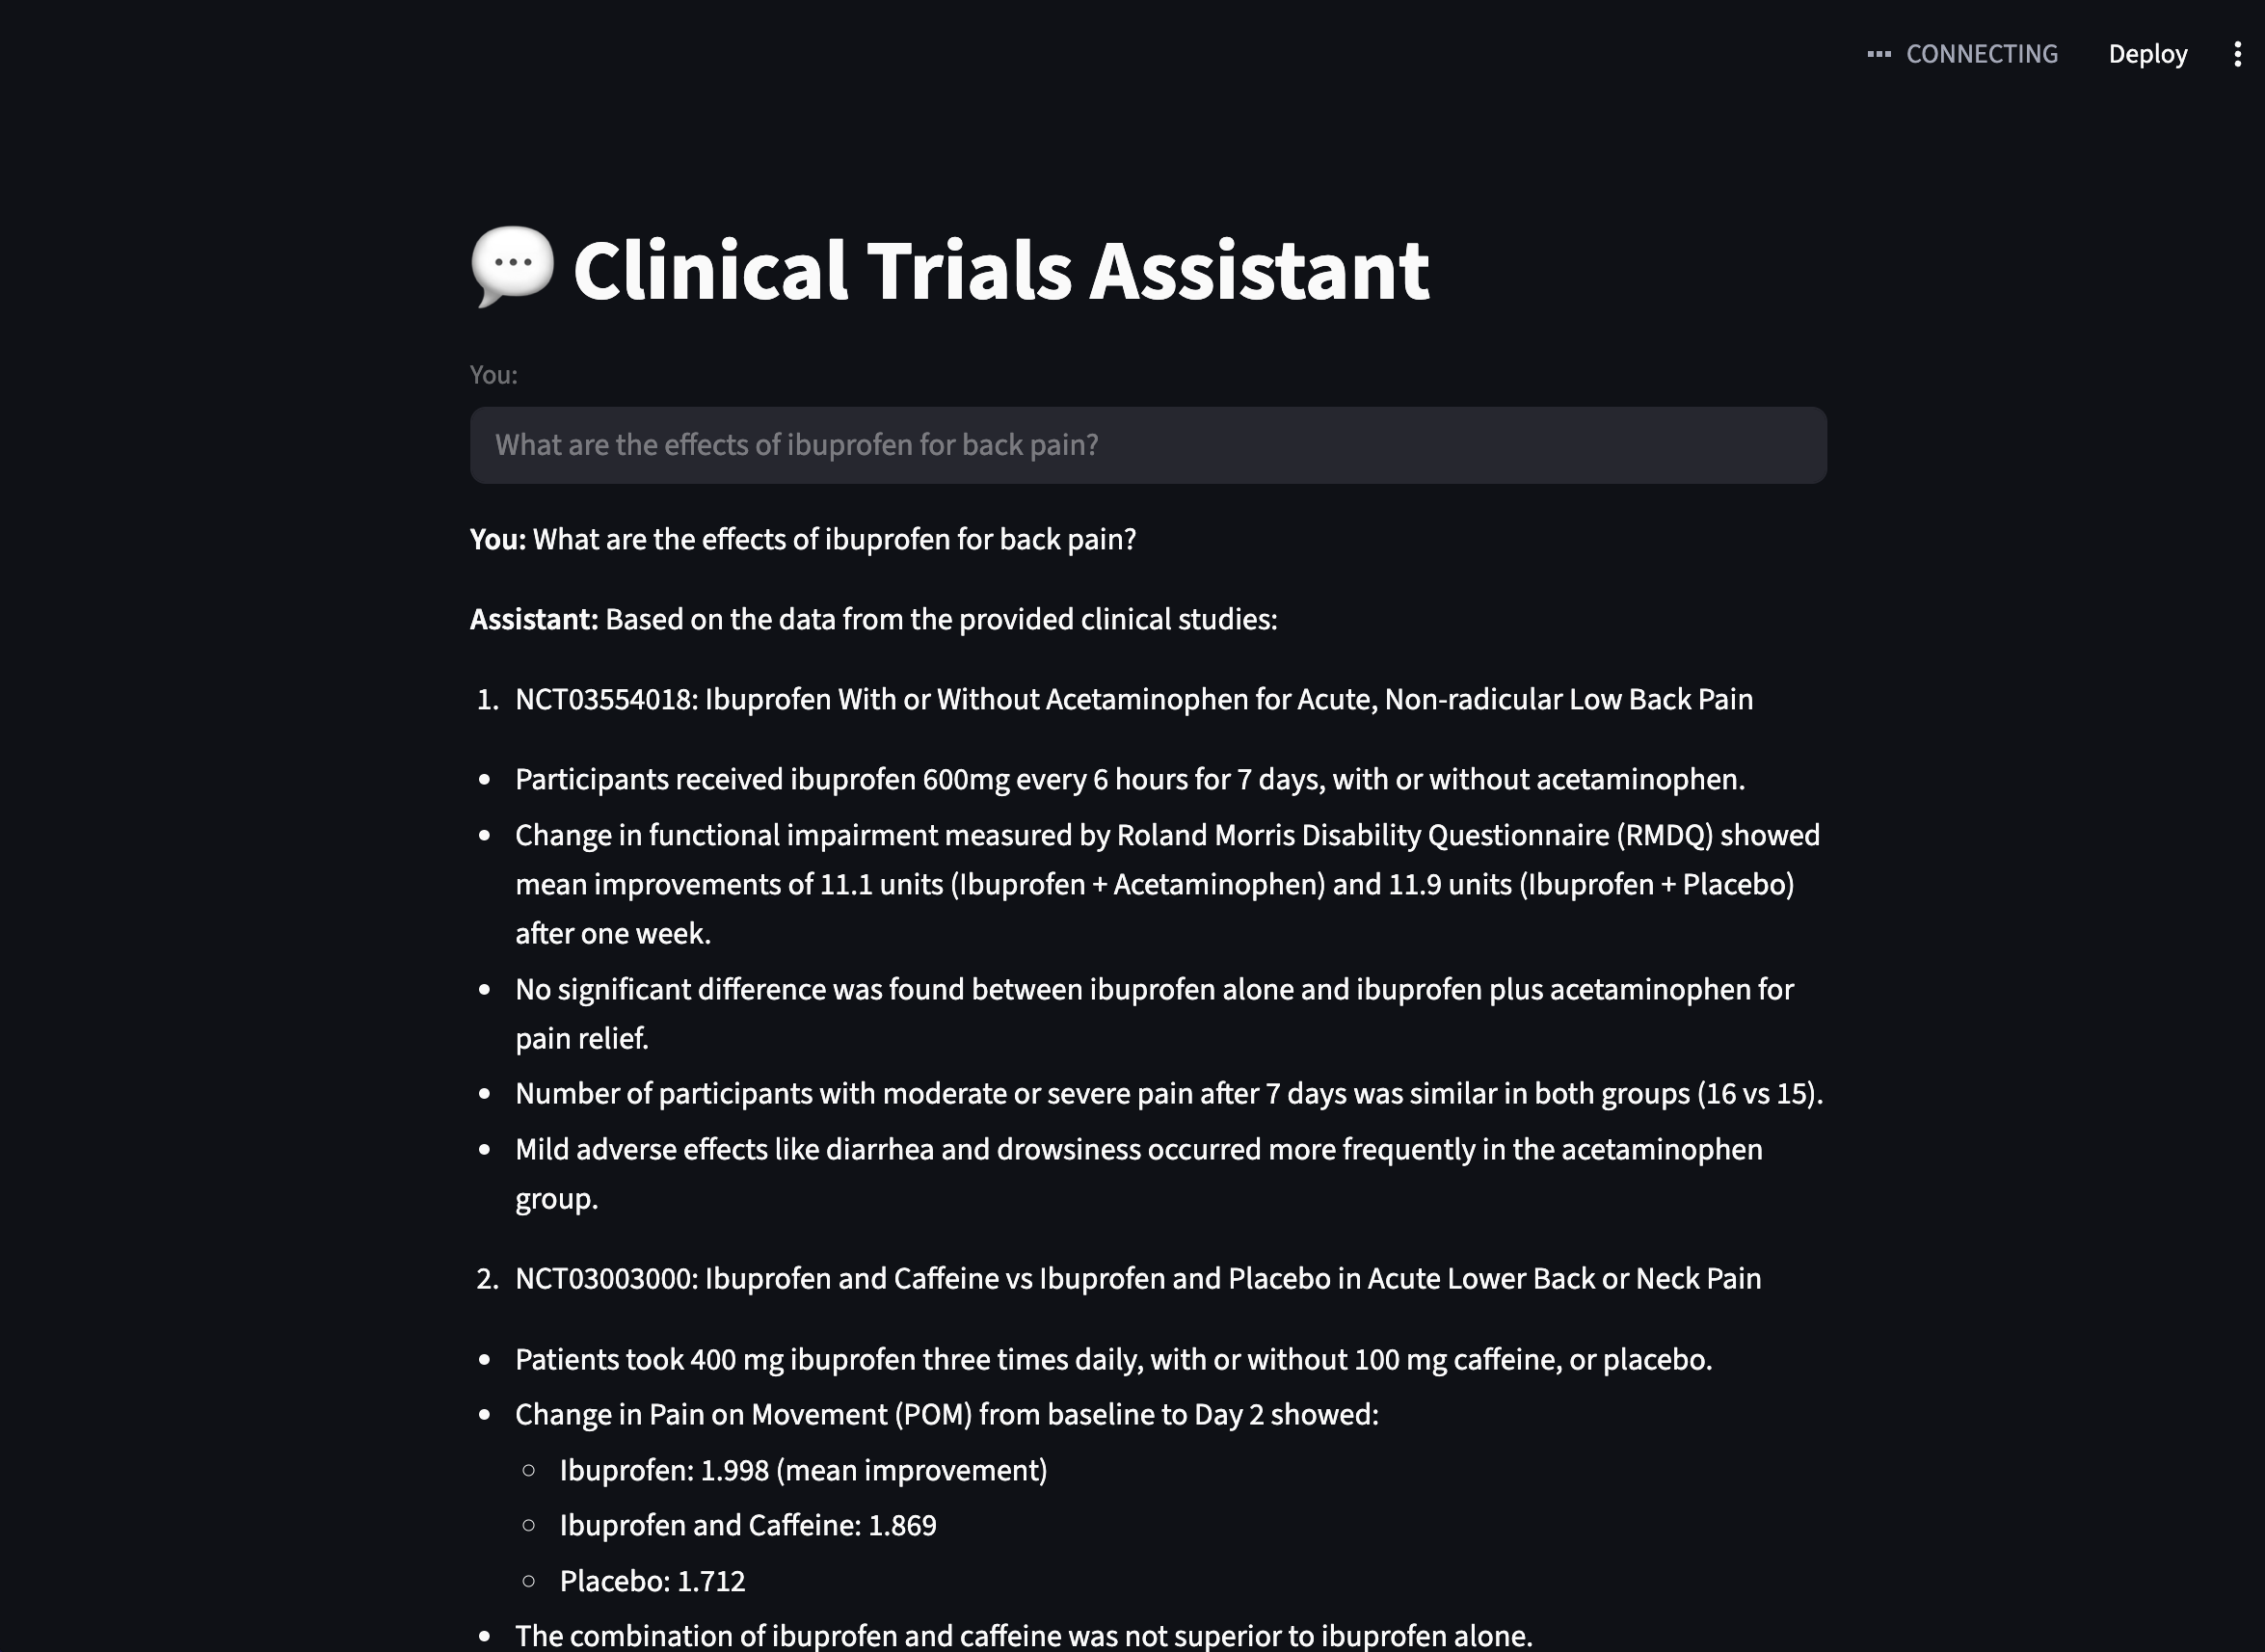 CONNECTING Deploy
Clinical Trials Assistant
You:
What are the effects of ibuprofen for back pain?
You: What are the effects of ibuprofen for back pain?
Assistant: Based on the data from the provided clinical studies:
1. NCT03554018: Ibuprofen With or Without Acetaminophen for Acute, Non-radicular Low Back Pain
• Participants received ibuprofen 600mg every 6 hours for 7 days, with or without acetaminophen.
• Change in functional impairment measured by Roland Morris Disability Questionnaire (RMDQ) showed
mean improvements of 11.1 units (Ibuprofen + Acetaminophen) and 11.9 units (Ibuprofen + Placebo)
after one week.
• No significant difference was found between ibuprofen alone and ibuprofen plus acetaminophen for
pain relief.
• Number of participants with moderate or severe pain after 7 days was similar in both groups (16 vs 15).
• Mild adverse effects like diarrhea and drowsiness occurred more frequently in the acetaminophen
group.
2. NCT03003000: Ibuprofen and Caffeine vs Ibuprofen and Placebo in Acute Lower Back or Neck Pain
• Patients took 400 mg ibuprofen three times daily, with or without 100 mg caffeine, or placebo.
• Change in Pain on Movement (POM) from baseline to Day 2 showed:
○ Ibuprofen: 1.998 (mean improvement)
○ Ibuprofen and Caffeine: 1.869
○ Placebo: 1.712
• The combination of ibuprofen and caffeine was not superior to ibuprofen alone.